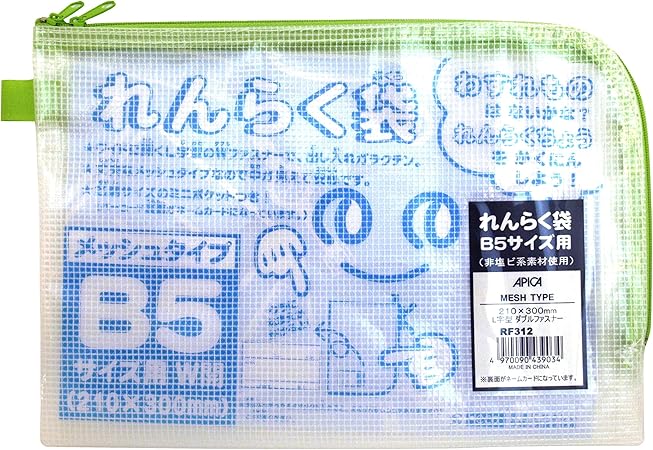 れんらく袋
わすれもの
はないかな？
れんらくちょう
をかくにん
しよう！
メッシュタイプ
B5
サイズ用 W開
(210×300mm)
れんらく袋
B5サイズ用
(非塩ビ系素材使用)
APICA
MESH TYPE
210×300mm
L字型 ダブルファスナー
RF312
4 970090 439034
MADE IN CHINA
※裏面がネームカードになっています。